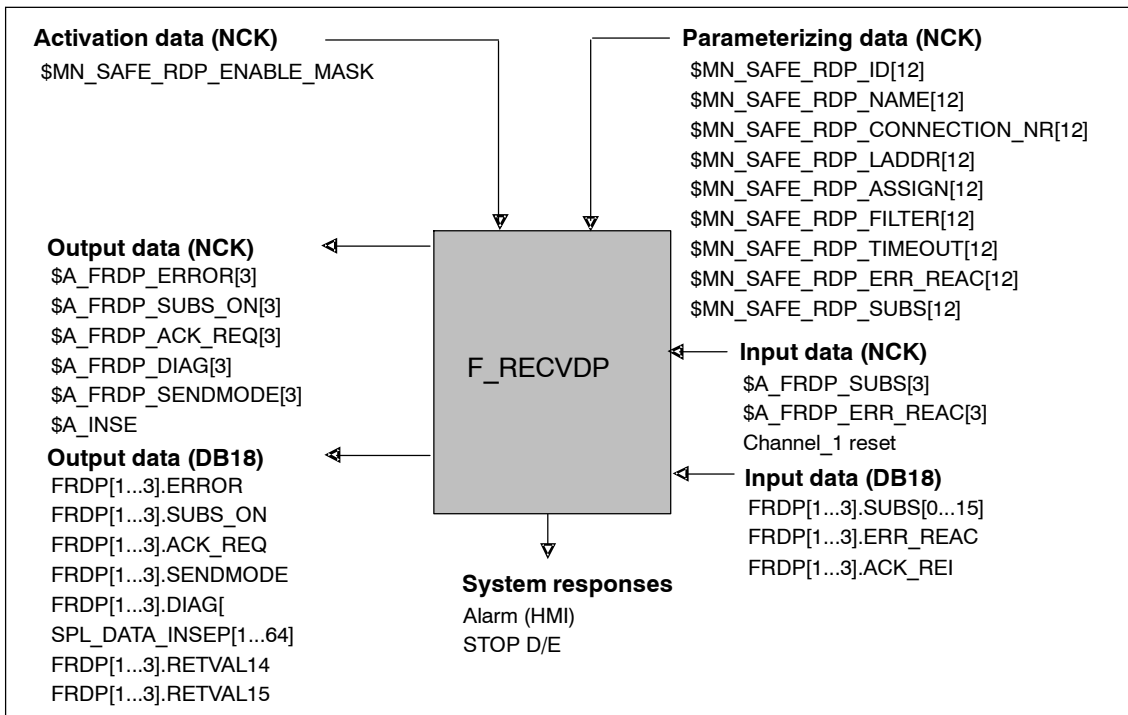 Activation data (NCK)
$MN_SAFE_RDP_ENABLE_MASK
Parameterizing data (NCK)
$MN_SAFE_RDP_ID[12]
$MN_SAFE_RDP_NAME[12]
$MN_SAFE_RDP_CONNECTION_NR[12]
$MN_SAFE_RDP_LADDR[12]
$MN_SAFE_RDP_ASSIGN[12]
$MN_SAFE_RDP_FILTER[12]
$MN_SAFE_RDP_TIMEOUT[12]
$MN_SAFE_RDP_ERR_REAC[12]
$MN_SAFE_RDP_SUBS[12]
Output data (NCK)
$A_FRDP_ERROR[3]
$A_FRDP_SUBS_ON[3]
$A_FRDP_ACK_REQ[3]
$A_FRDP_DIAG[3]
$A_FRDP_SENDMODE[3]
$A_INSE
Output data (DB18)
FRDP[1...3].ERROR
FRDP[1...3].SUBS_ON
FRDP[1...3].ACK_REQ
FRDP[1...3].SENDMODE
FRDP[1...3].DIAG[
SPL_DATA_INSEP[1...64]
FRDP[1...3].RETVAL14
FRDP[1...3].RETVAL15
F_RECVDP
Input data (NCK)
$A_FRDP_SUBS[3]
$A_FRDP_ERR_REAC[3]
Channel_1 reset
Input data (DB18)
FRDP[1...3].SUBS[0...15]
FRDP[1...3].ERR_REAC
FRDP[1...3].ACK_REI
System responses
Alarm (HMI)
STOP D/E